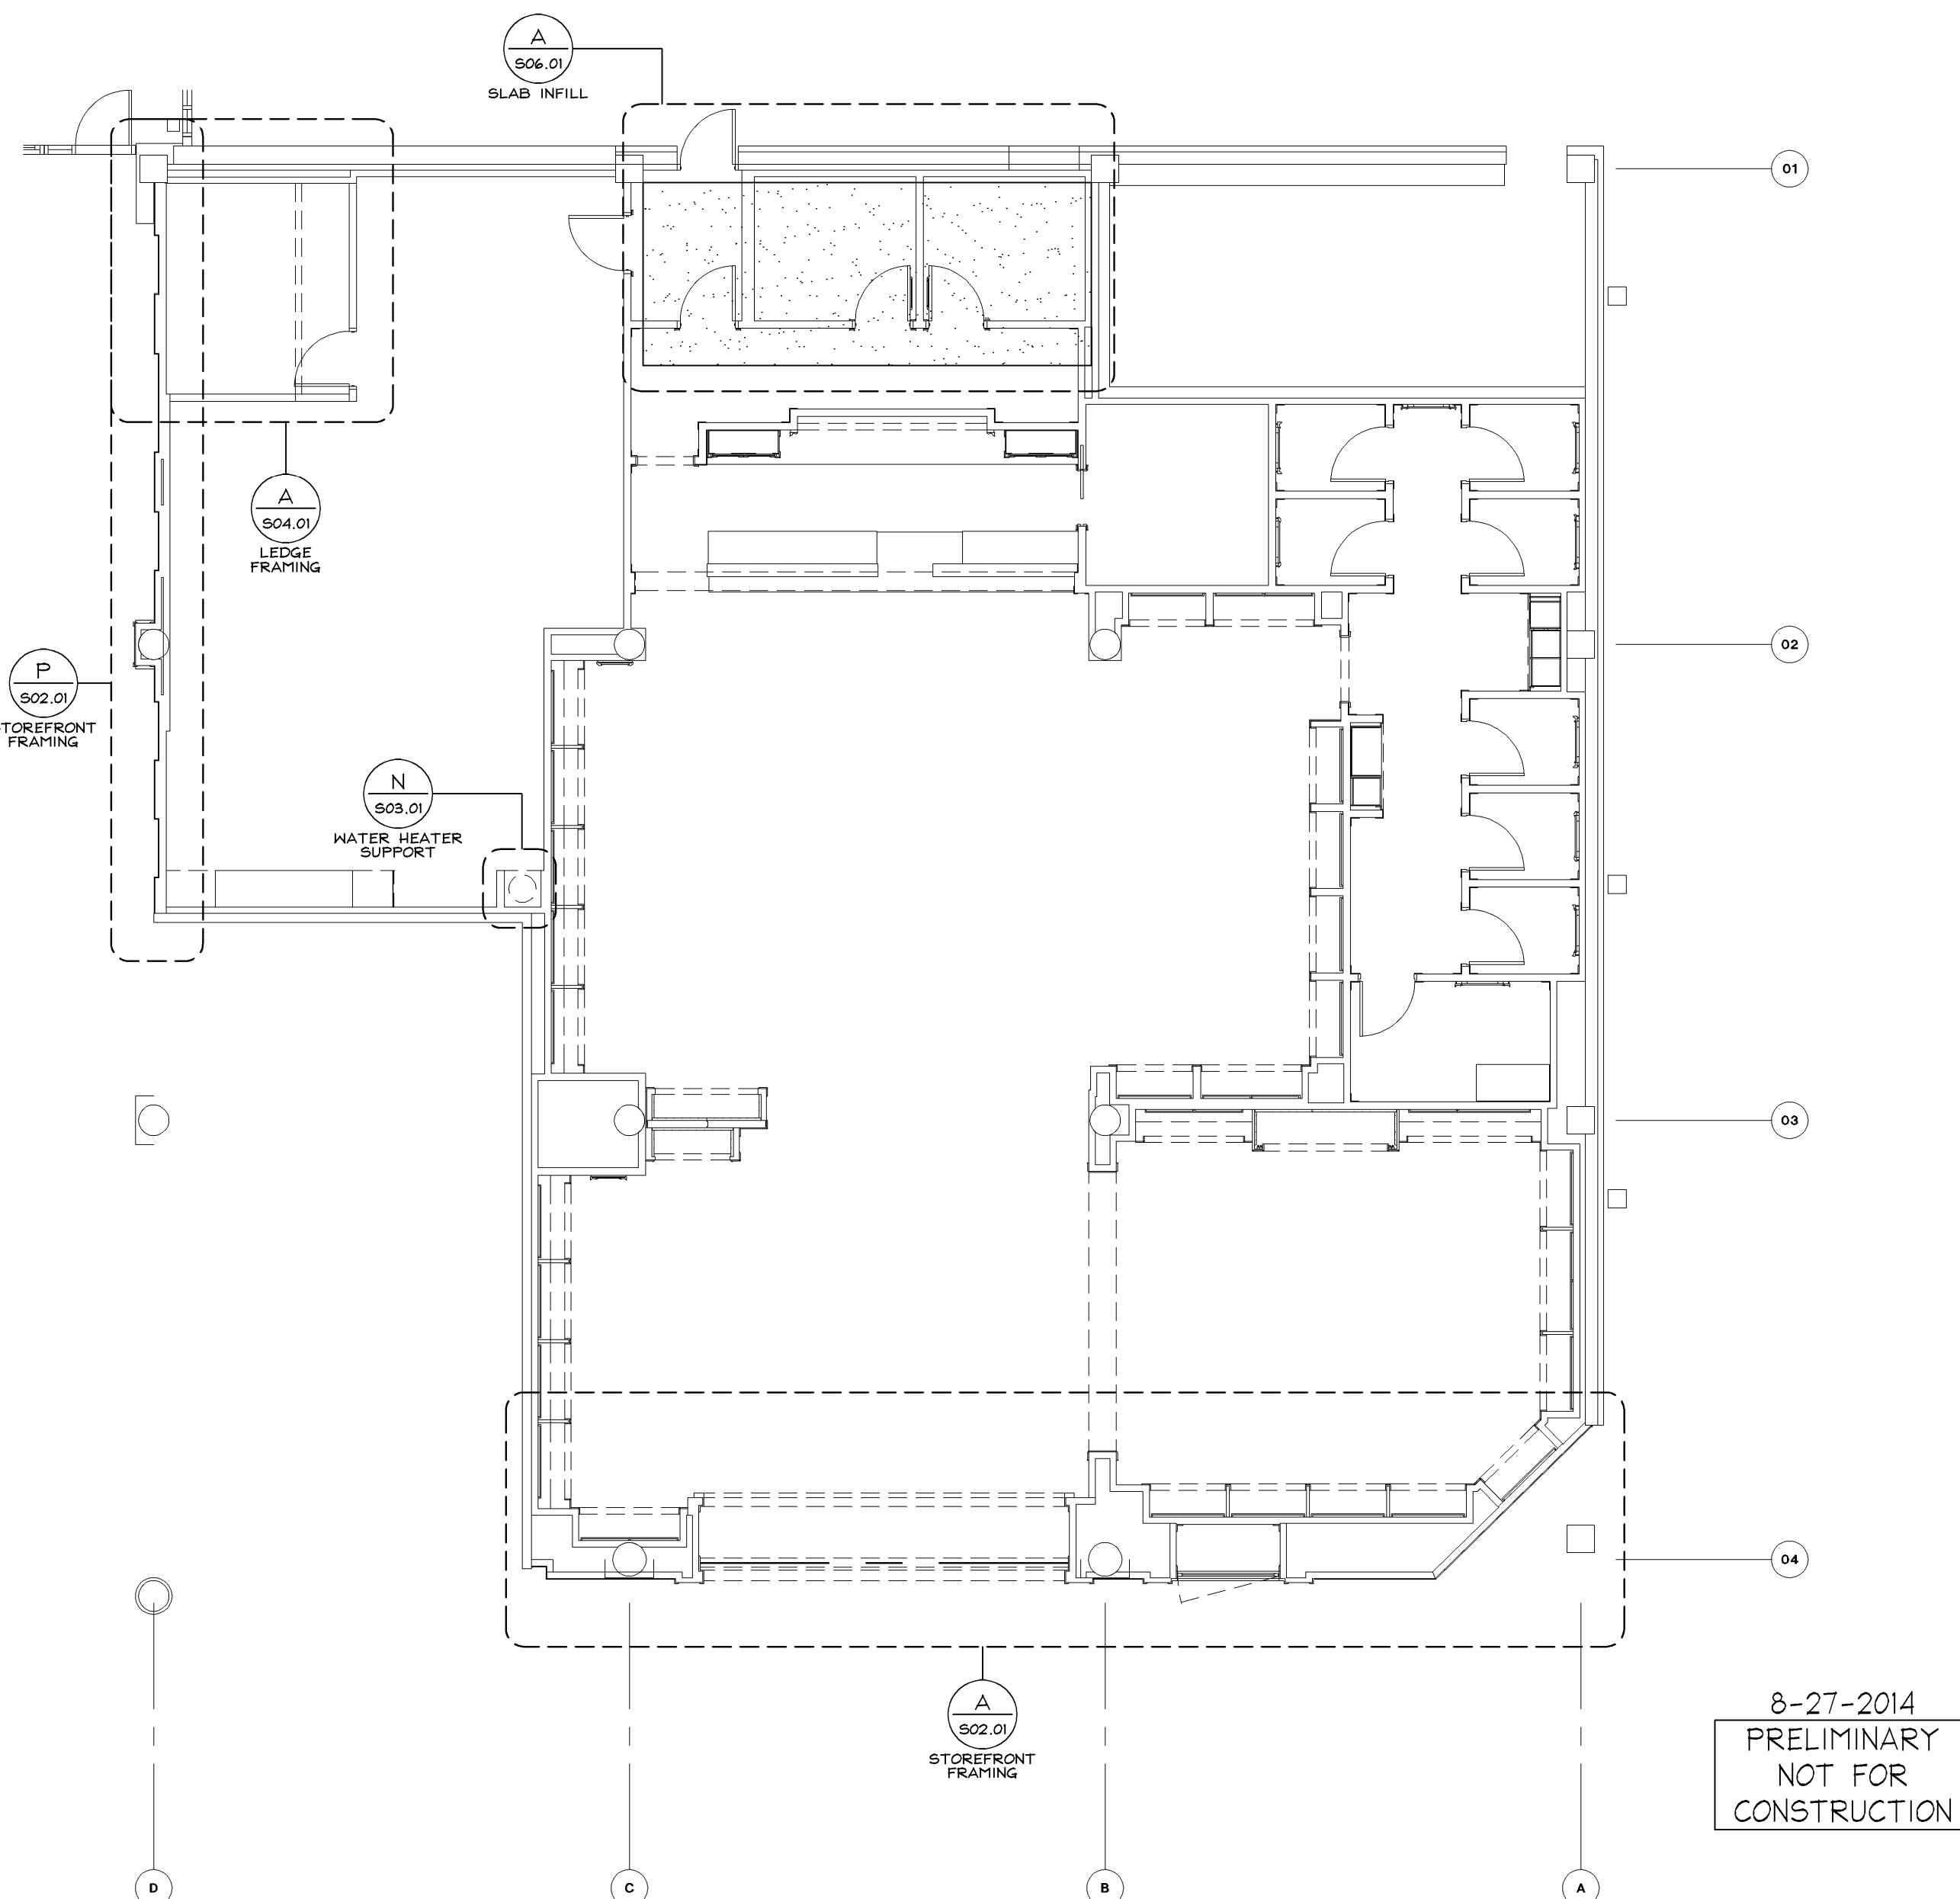 A
S06.01
SLAB INFILL
01
A
S04.01
LEDGE
FRAMING
02
P
S02.01
TOREFRONT
FRAMING
N
S03.01
WATER HEATER
SUPPORT
03
04
A
S02.01
STOREFRONT
FRAMING
8-27-2014
PRELIMINARY
NOT FOR
CONSTRUCTION
D
C
B
A